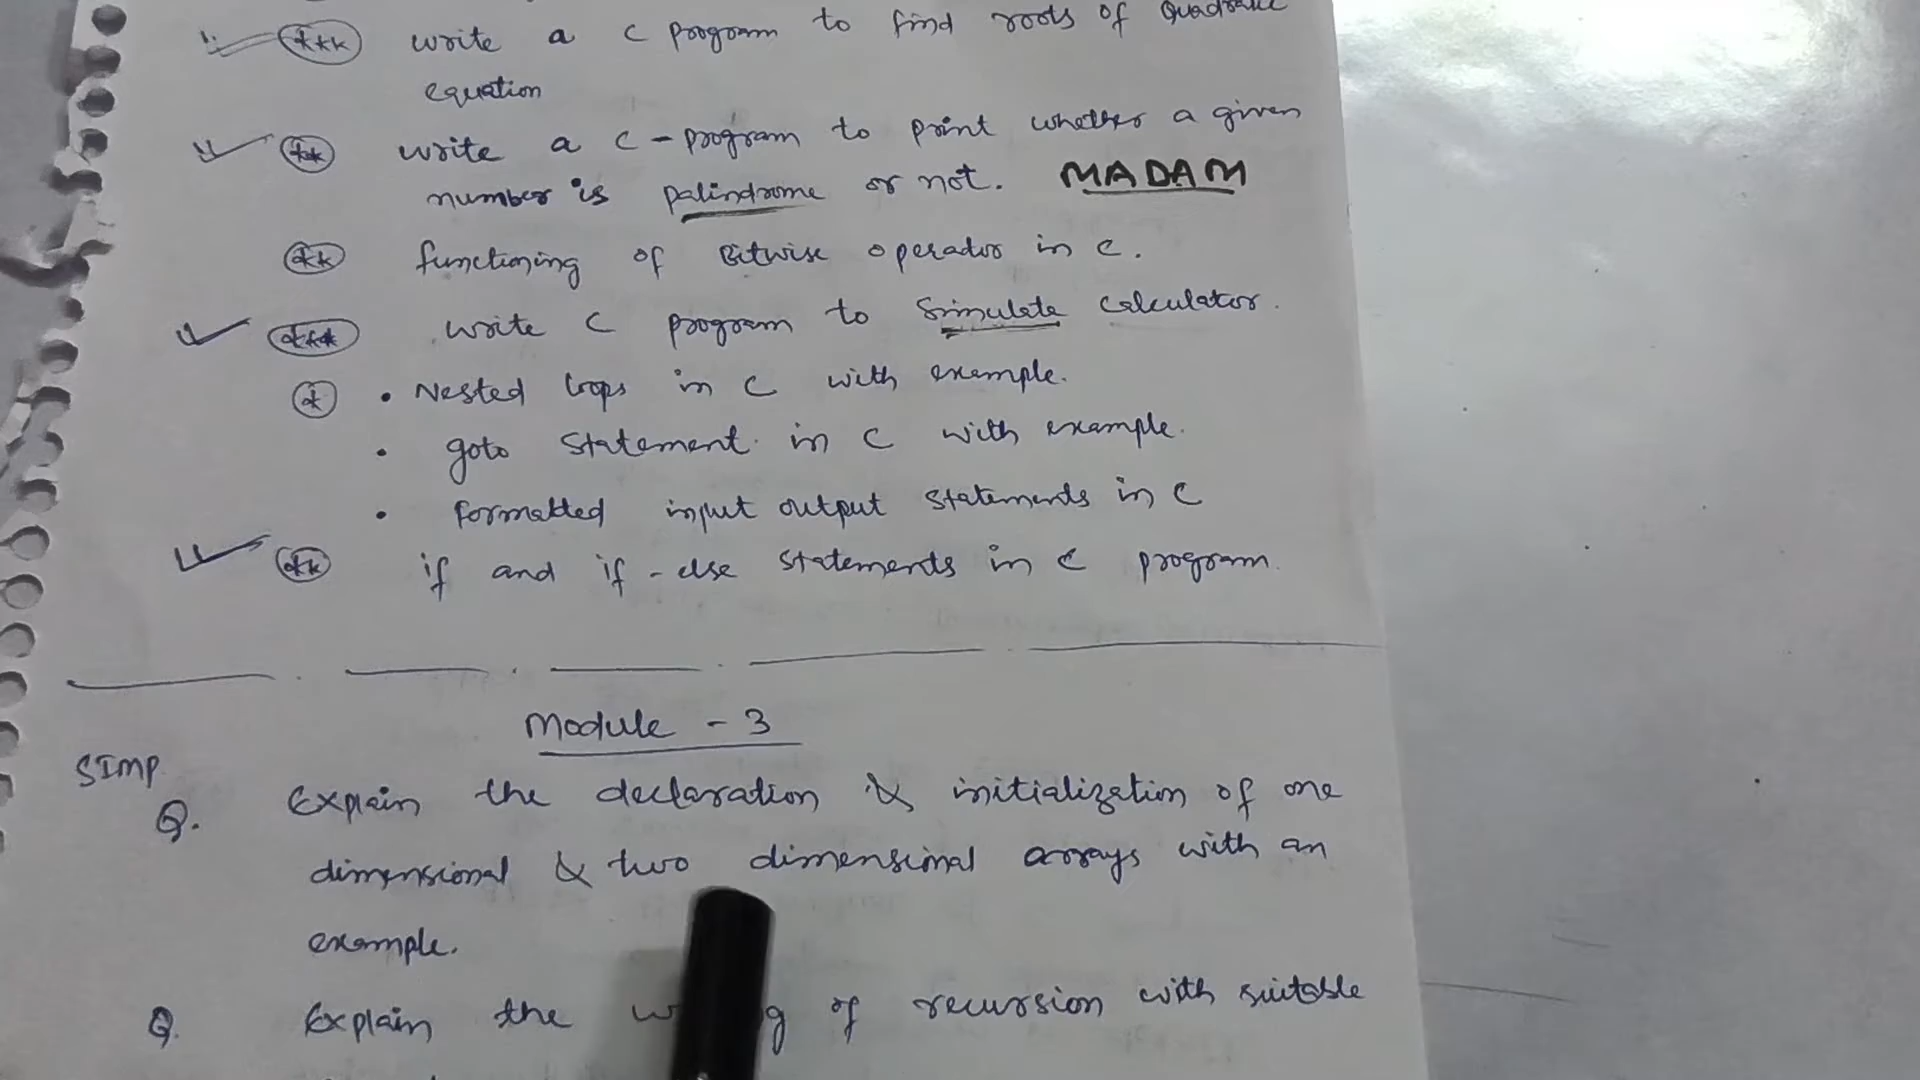 *** write a C program to find roots of Quadratic
equation
** write a C-program to print whether a given
number is palindrome or not. MADAM
** functioning of Bitwise operator in C.
*** write C program to Simulate Calculator.
* • Nested loops in C with example.
• goto statement in C with example.
• Formatted input output statements in C
** if and if-else statements in C program.
Module - 3
SIMP
Q. Explain the declaration & initialization of one
dimensional & two dimensional arrays with an
example.
Q. Explain the of recursion with suitable